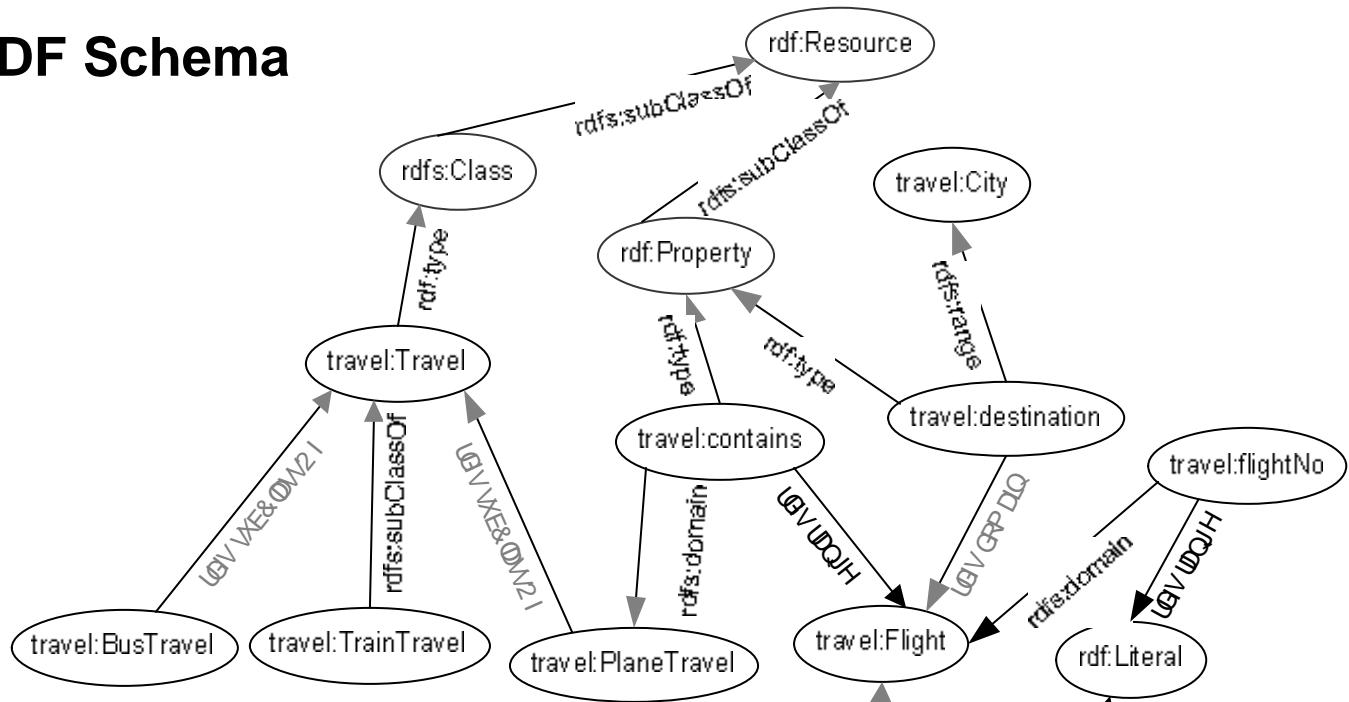 DF Schema
rdf:Resource
rdfs:subClassOf
rdfs:Class
rdfs:subClassOf
travel:City
rdf:Property
rdf:type
rdfs:range
rdf:type
rdf:type
travel:Travel
travel:contains
travel:destination
travel:flightNo
rdfs:subClassOf
rdfs:domain
rdfs:domain
travel:BusTravel
travel:TrainTravel
travel:PlaneTravel
travel:Flight
rdf:Literal